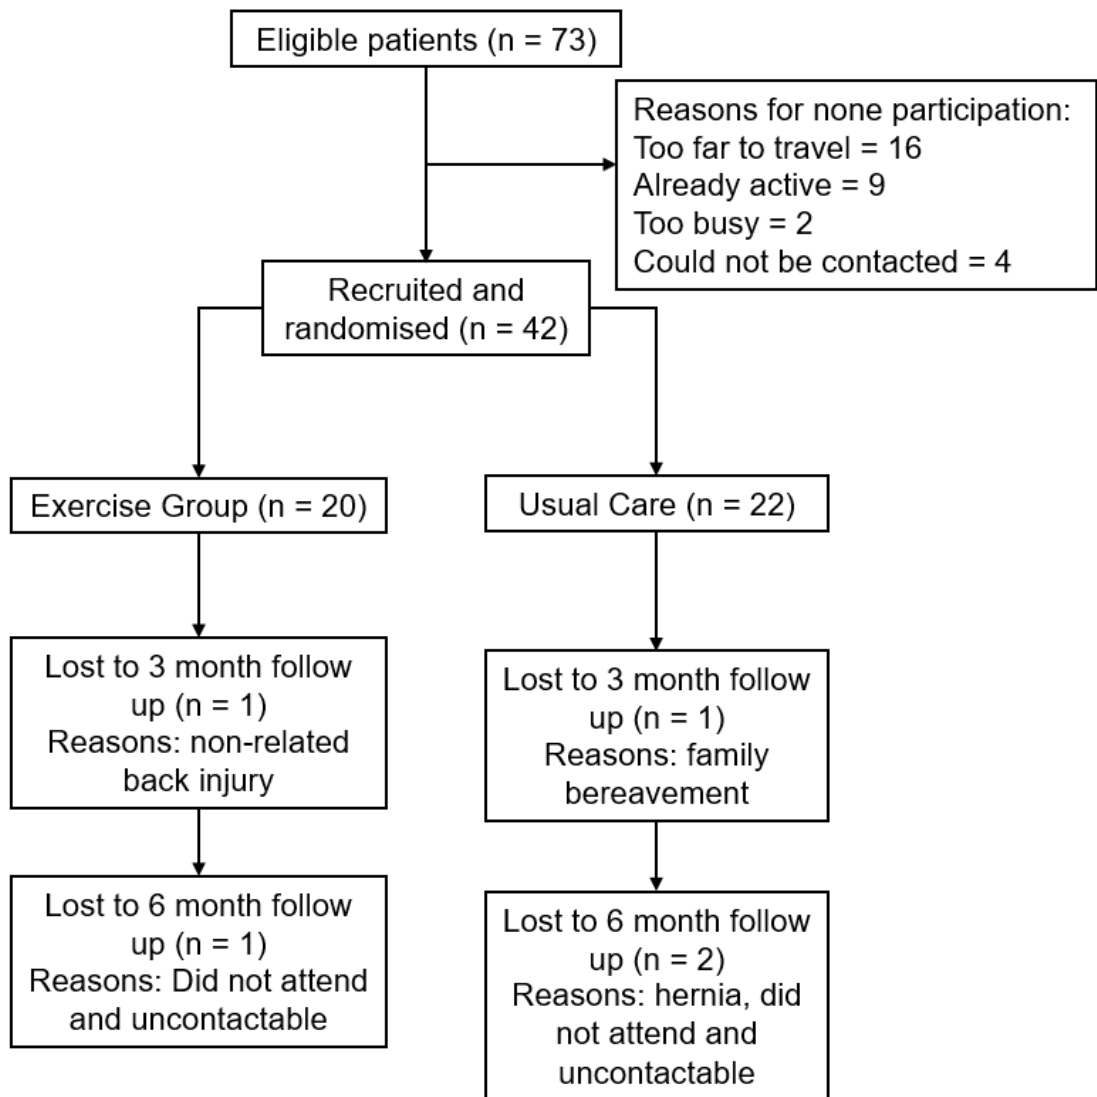 Eligible patients (n = 73)
Reasons for none participation:
Too far to travel = 16
Already active = 9
Too busy = 2
Could not be contacted = 4
Recruited and
randomised (n = 42)
Exercise Group (n = 20)
Usual Care (n = 22)
Lost to 3 month follow
up (n = 1)
Reasons: non-related
back injury
Lost to 3 month follow
up (n = 1)
Reasons: family
bereavement
Lost to 6 month follow
up (n = 1)
Reasons: Did not attend
and uncontactable
Lost to 6 month follow
up (n = 2)
Reasons: hernia, did
not attend and
uncontactable